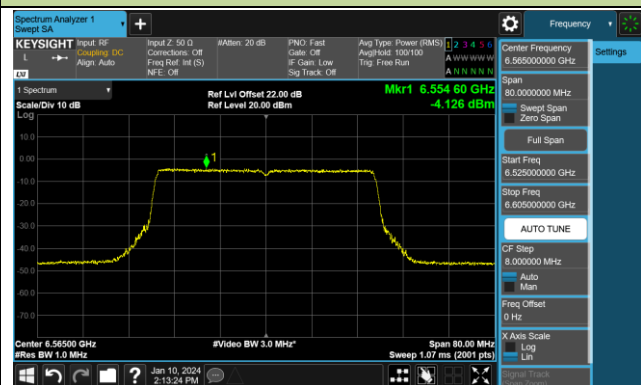 Spectrum Analyzer 1
Swept SA
Frequency
KEYSIGHT
Input: RF
Coupling: DC
Align: Auto
Input Z: 50 Ω
Corrections: Off
Freq Ref: Int (S)
NFE: Off
#Atten: 20 dB
PNO: Fast
Gate: Off
IF Gain: Low
Sig Track: Off
Avg Type: Power (RMS)
Avg|Hold: 100/100
Trig: Free Run
1 2 3 4 5 6
A W W W W W
A N N N N N
L
LXI
1 Spectrum
Scale/Div 10 dB
Log
Ref Lvl Offset 22.00 dB
Ref Level 20.00 dBm
Mkr1 6.554 60 GHz
-4.126 dBm
10.0
0.00
1
-10.0
-20.0
-30.0
-40.0
-50.0
-60.0
-70.0
Center 6.56500 GHz
#Res BW 1.0 MHz
#Video BW 3.0 MHz*
Span 80.00 MHz
Sweep 1.07 ms (2001 pts)
Jan 10, 2024
2:13:24 PM
Center Frequency
6.565000000 GHz
Settings
Span
80.0000000 MHz
Swept Span
Zero Span
Full Span
Start Freq
6.525000000 GHz
Stop Freq
6.605000000 GHz
AUTO TUNE
CF Step
8.000000 MHz
Auto
Man
Freq Offset
0 Hz
X Axis Scale
Log
Lin
Signal Track